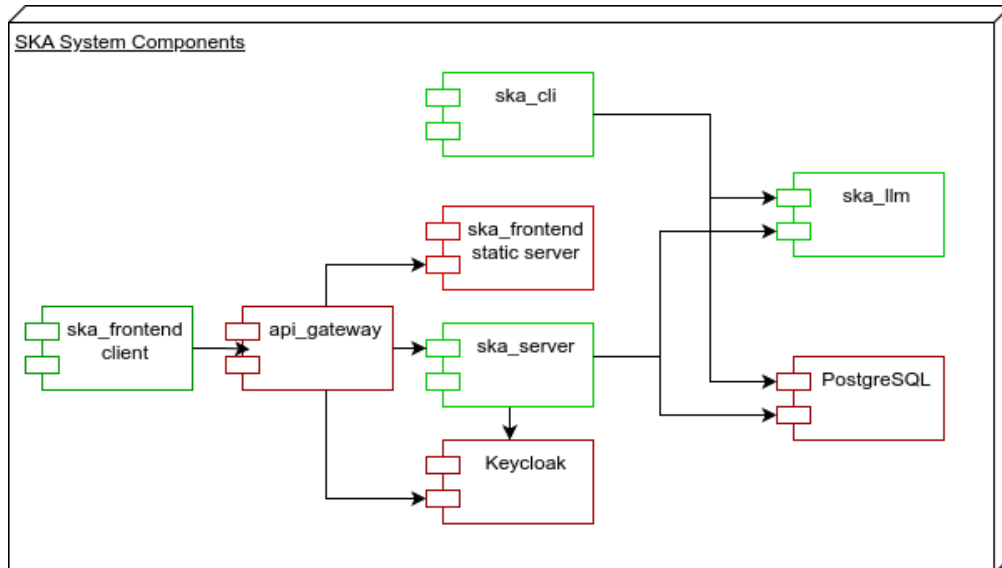 SKA System Components
ska_cli
ska_llm
ska_frontend
static server
ska_frontend
client
api_gateway
ska_server
PostgreSQL
Keycloak